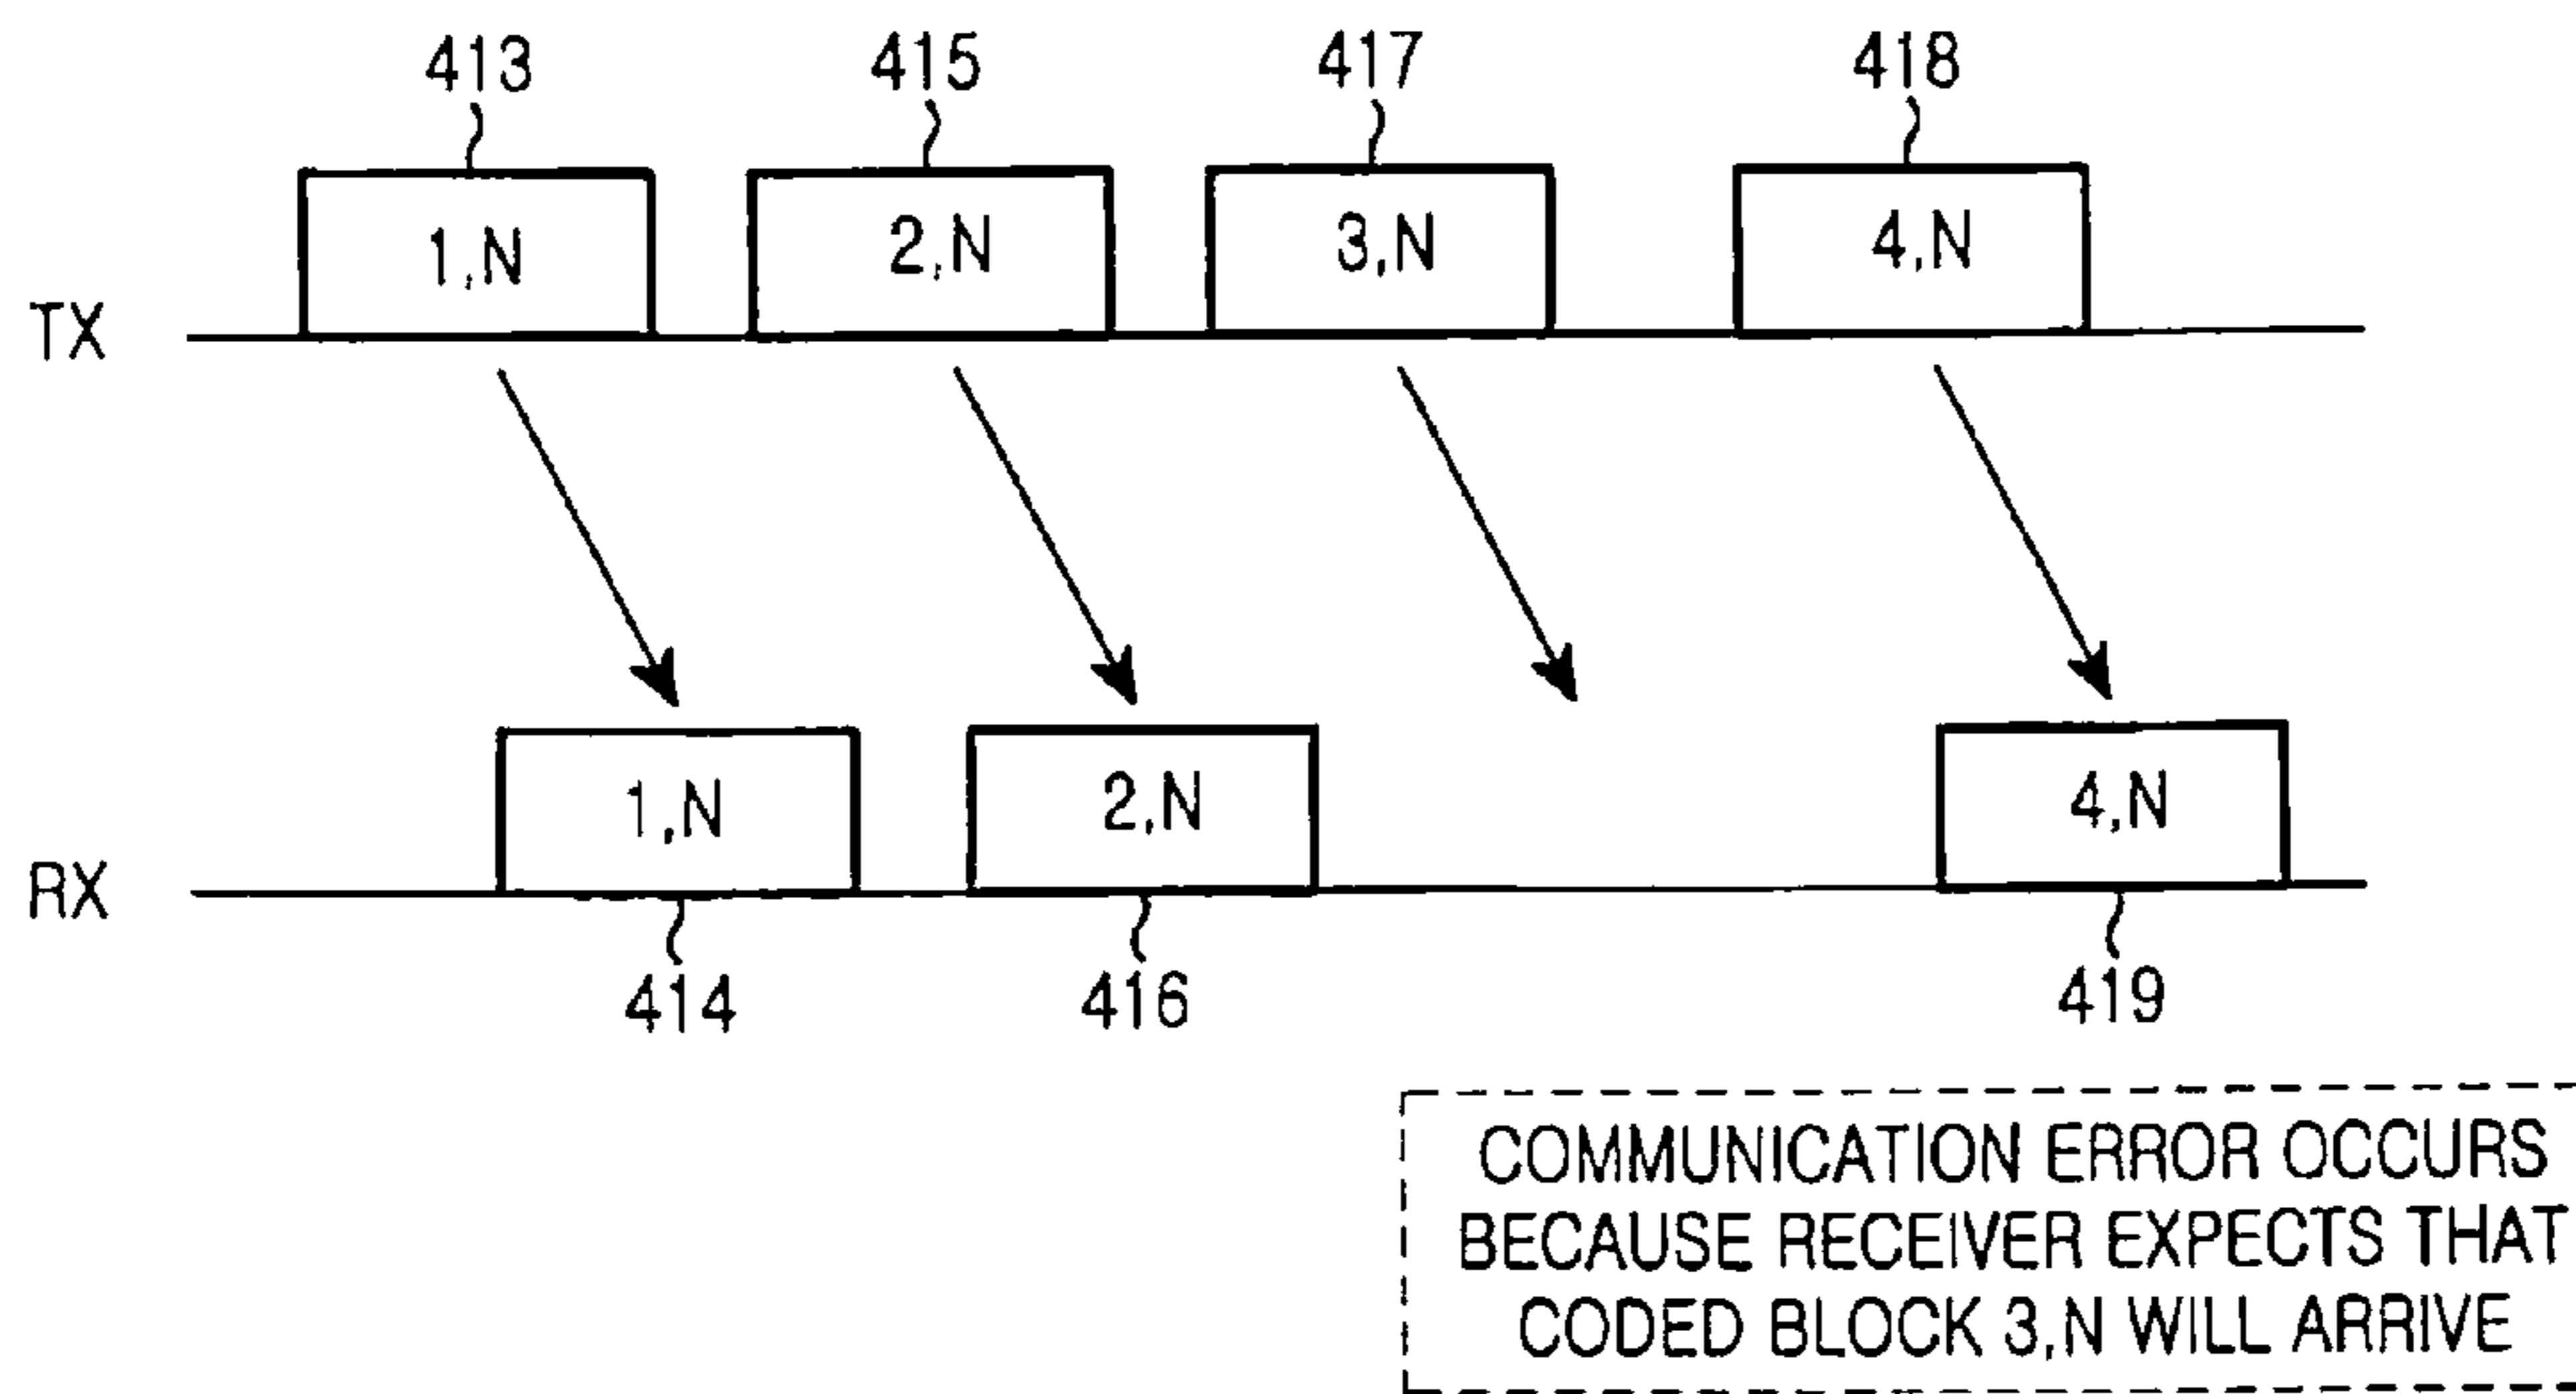 413 415 417 418
1,N 2,N 3,N 4,N
TX
1,N 2,N 4,N
RX
414 416 419
COMMUNICATION ERROR OCCURS
BECAUSE RECEIVER EXPECTS THAT
CODED BLOCK 3,N WILL ARRIVE